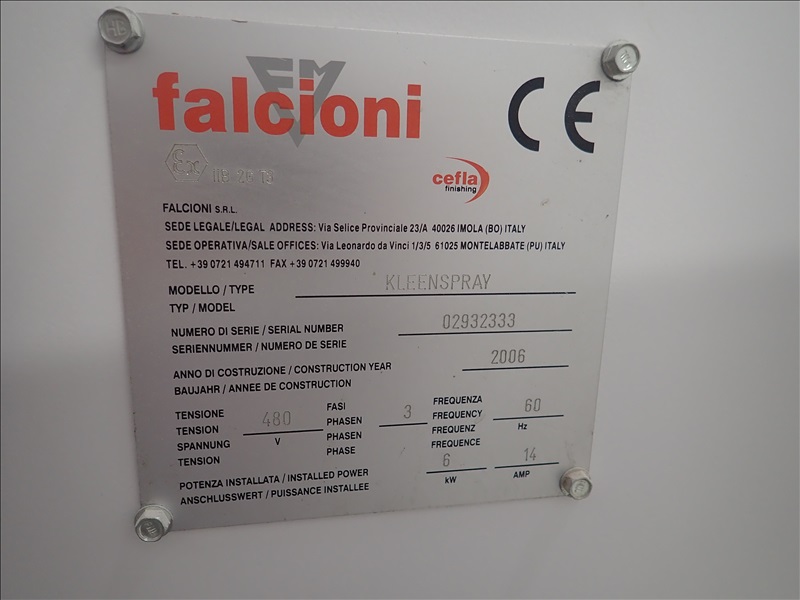 EMV
falcioni
CE
Ex
cefla
finishing
FALCIONI S.R.L.
SEDE LEGALE/LEGAL ADDRESS: Via Selice Provinciale 23/A 40026 IMOLA (BO) ITALY
SEDE OPERATIVA/SALE OFFICES: Via Leonardo da Vinci 1/3/5 61025 MONTELABBATE (PU) ITALY
TEL. +39 0721 494711 FAX +39 0721 499940
MODELLO / TYPE KLEENSPRAY
TYP / MODEL
NUMERO DI SERIE / SERIAL NUMBER 02932333
SERIENNUMMER / NUMERO DE SERIE
ANNO DI COSTRUZIONE / CONSTRUCTION YEAR 2006
BAUJAHR / ANNEE DE CONSTRUCTION
TENSIONE
TENSION
SPANNUNG
TENSION
480
V
FASI
PHASEN
PHASEN
PHASE
3
FREQUENZA
FREQUENCY
FREQUENZ
FREQUENCE
60
Hz
POTENZA INSTALLATA / INSTALLED POWER
ANSCHLUSSWERT / PUISSANCE INSTALLEE
6
kW
14
AMP